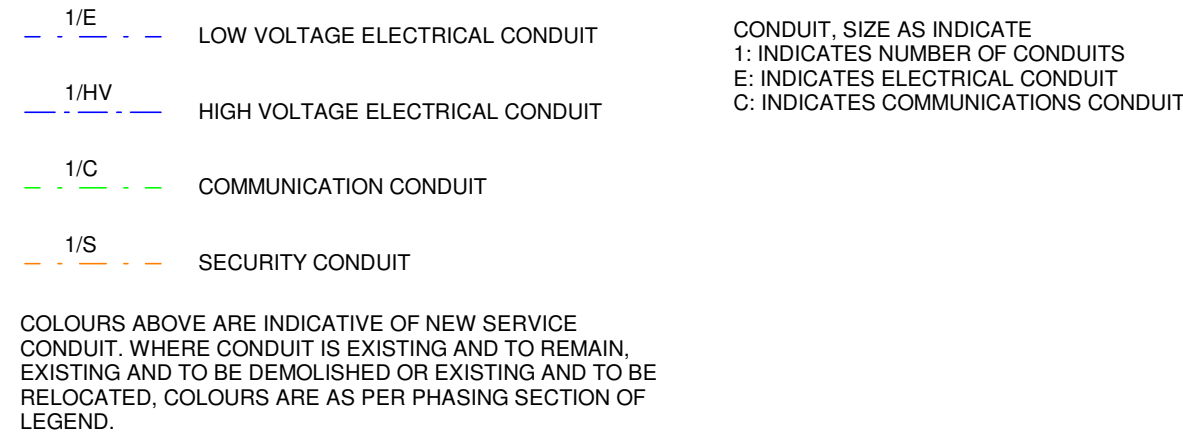 1/E
LOW VOLTAGE ELECTRICAL CONDUIT
1/HV
HIGH VOLTAGE ELECTRICAL CONDUIT
1/C
COMMUNICATION CONDUIT
1/S
SECURITY CONDUIT
COLOURS ABOVE ARE INDICATIVE OF NEW SERVICE
CONDUIT. WHERE CONDUIT IS EXISTING AND TO REMAIN,
EXISTING AND TO BE DEMOLISHED OR EXISTING AND TO BE
RELOCATED, COLOURS ARE AS PER PHASING SECTION OF
LEGEND.
CONDUIT, SIZE AS INDICATE
1: INDICATES NUMBER OF CONDUITS
E: INDICATES ELECTRICAL CONDUIT
C: INDICATES COMMUNICATIONS CONDUIT